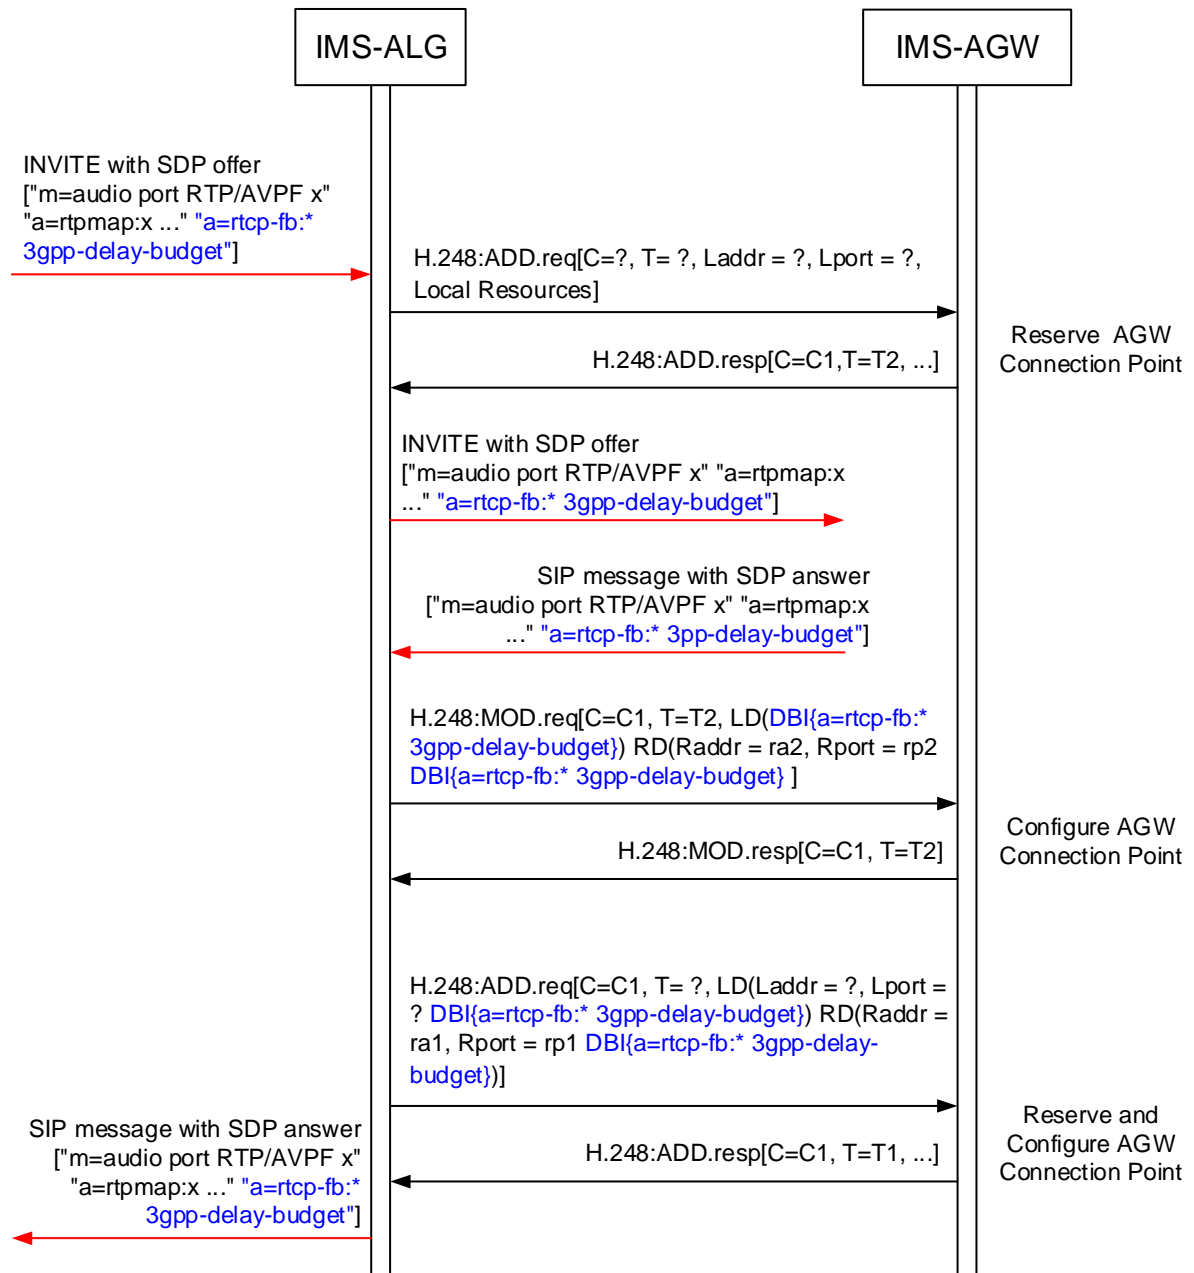 IMS-ALG
IMS-AGW
INVITE with SDP offer
["m=audio port RTP/AVPF x"
"a=rtpmap:x ..." "a=rtcp-fb:*
3gpp-delay-budget"]
H.248:ADD.req[C=?, T= ?, Laddr = ?, Lport = ?,
Local Resources]
Reserve AGW
Connection Point
H.248:ADD.resp[C=C1,T=T2, ...]
INVITE with SDP offer
["m=audio port RTP/AVPF x" "a=rtpmap:x
..." "a=rtcp-fb:* 3gpp-delay-budget"]
SIP message with SDP answer
["m=audio port RTP/AVPF x" "a=rtpmap:x
..." "a=rtcp-fb:* 3pp-delay-budget"]
H.248:MOD.req[C=C1, T=T2, LD(DBI{a=rtcp-fb:*
3gpp-delay-budget}) RD(Raddr = ra2, Rport = rp2
DBI{a=rtcp-fb:* 3gpp-delay-budget} ]
Configure AGW
Connection Point
H.248:MOD.resp[C=C1, T=T2]
H.248:ADD.req[C=C1, T= ?, LD(Laddr = ?, Lport =
? DBI{a=rtcp-fb:* 3gpp-delay-budget}) RD(Raddr =
ra1, Rport = rp1 DBI{a=rtcp-fb:* 3gpp-delay-
budget})]
Reserve and
Configure AGW
Connection Point
H.248:ADD.resp[C=C1, T=T1, ...]
SIP message with SDP answer
["m=audio port RTP/AVPF x"
"a=rtpmap:x ..." "a=rtcp-fb:*
3gpp-delay-budget"]